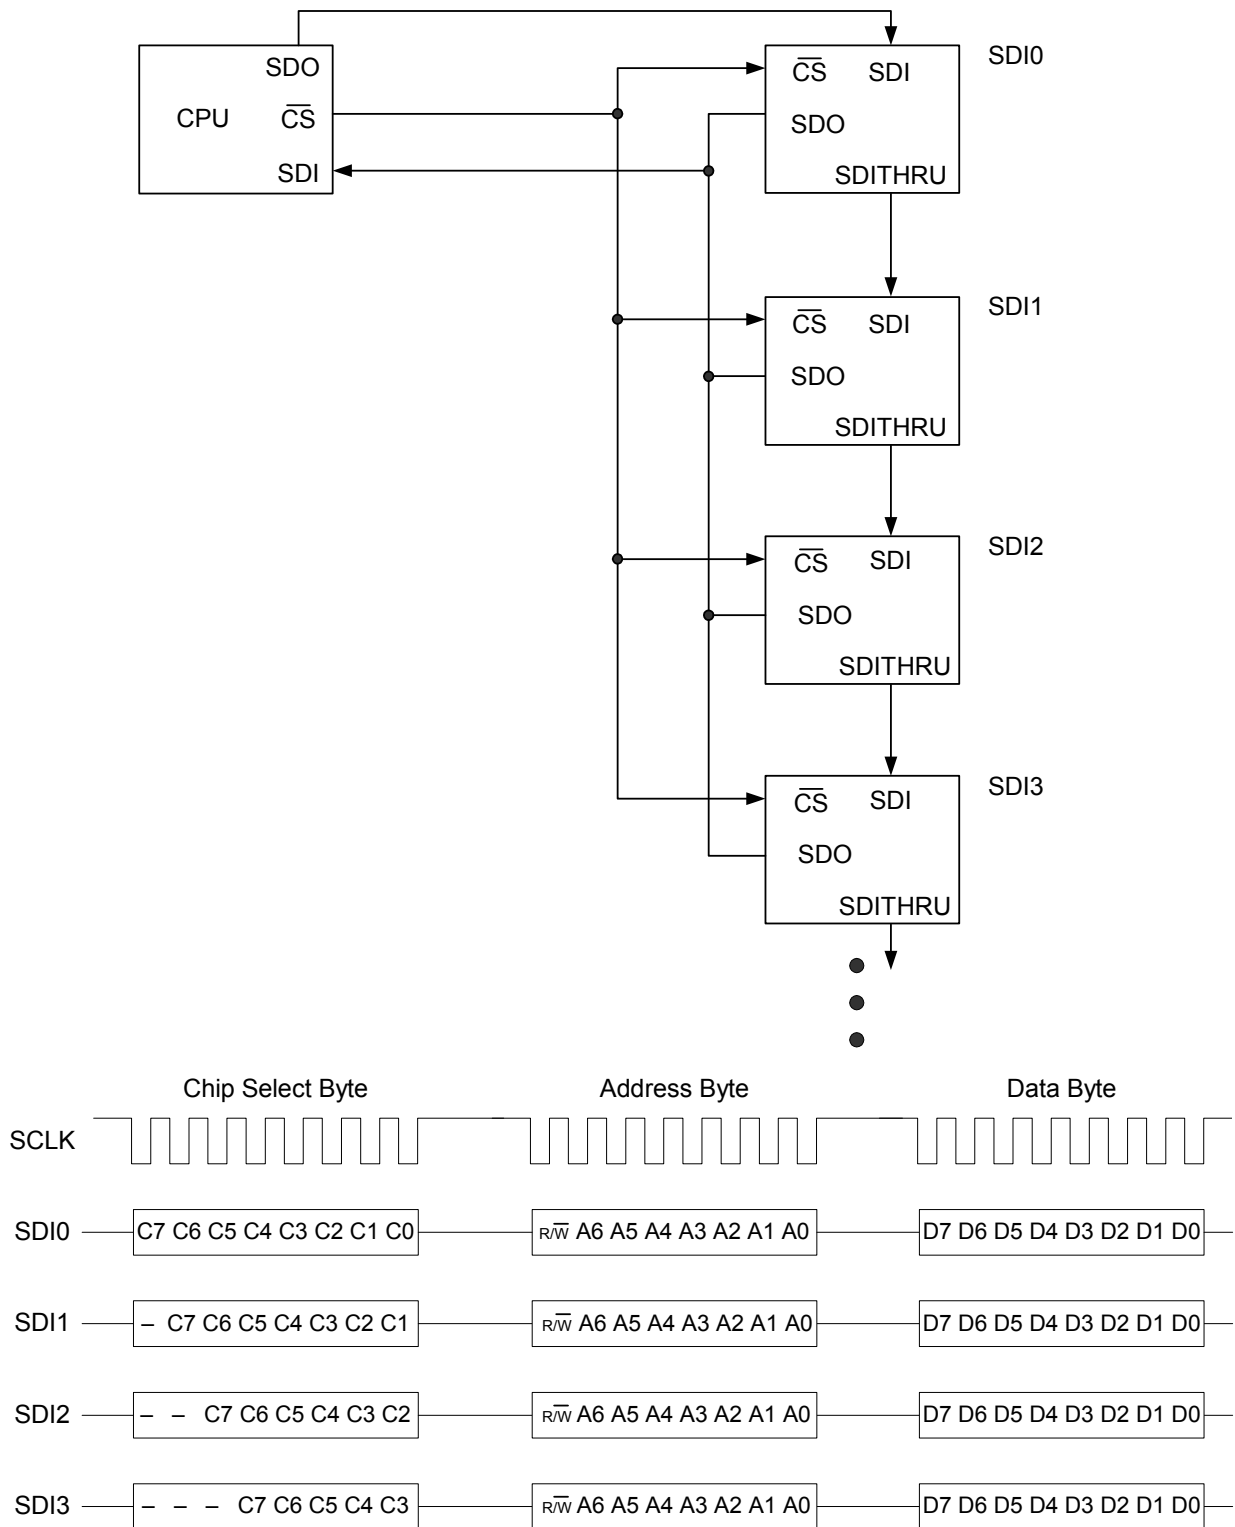 SDO
CPU
C̅S̅
SDI
C̅S̅ SDI
SDO
SDITHRU
SDI0
C̅S̅ SDI
SDO
SDITHRU
SDI1
C̅S̅ SDI
SDO
SDITHRU
SDI2
C̅S̅ SDI
SDO
SDITHRU
SDI3
Chip Select Byte Address Byte Data Byte
SCLK
SDI0 C7 C6 C5 C4 C3 C2 C1 C0 R/W̅ A6 A5 A4 A3 A2 A1 A0 D7 D6 D5 D4 D3 D2 D1 D0
SDI1 – C7 C6 C5 C4 C3 C2 C1 R/W̅ A6 A5 A4 A3 A2 A1 A0 D7 D6 D5 D4 D3 D2 D1 D0
SDI2 – – C7 C6 C5 C4 C3 C2 R/W̅ A6 A5 A4 A3 A2 A1 A0 D7 D6 D5 D4 D3 D2 D1 D0
SDI3 – – – C7 C6 C5 C4 C3 R/W̅ A6 A5 A4 A3 A2 A1 A0 D7 D6 D5 D4 D3 D2 D1 D0